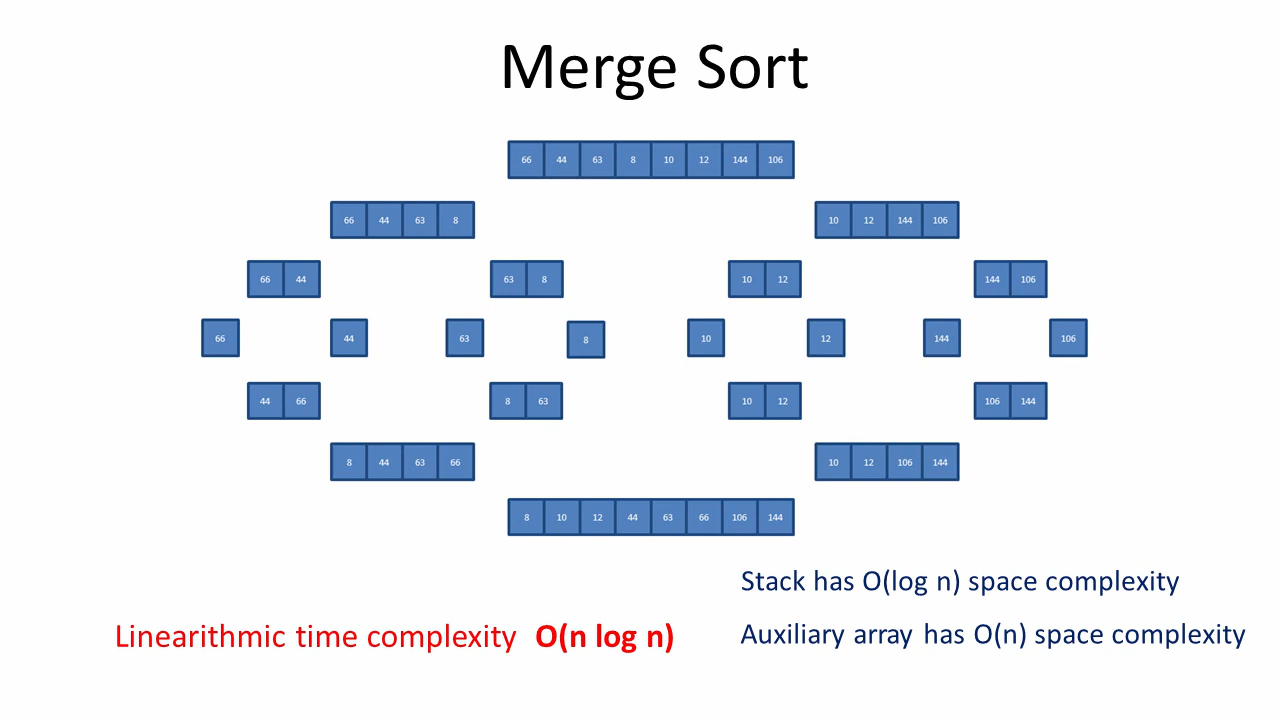 Merge Sort
66 44 63 8 10 12 144 106
66 44 63 8 10 12 144 106
66 44 63 8 10 12 144 106
66 44 63 8 10 12 144 106
44 66 8 63 10 12 106 144
8 44 63 66 10 12 106 144
8 10 12 44 63 66 106 144
Stack has O(log n) space complexity
Linearithmic time complexity O(n log n)
Auxiliary array has O(n) space complexity